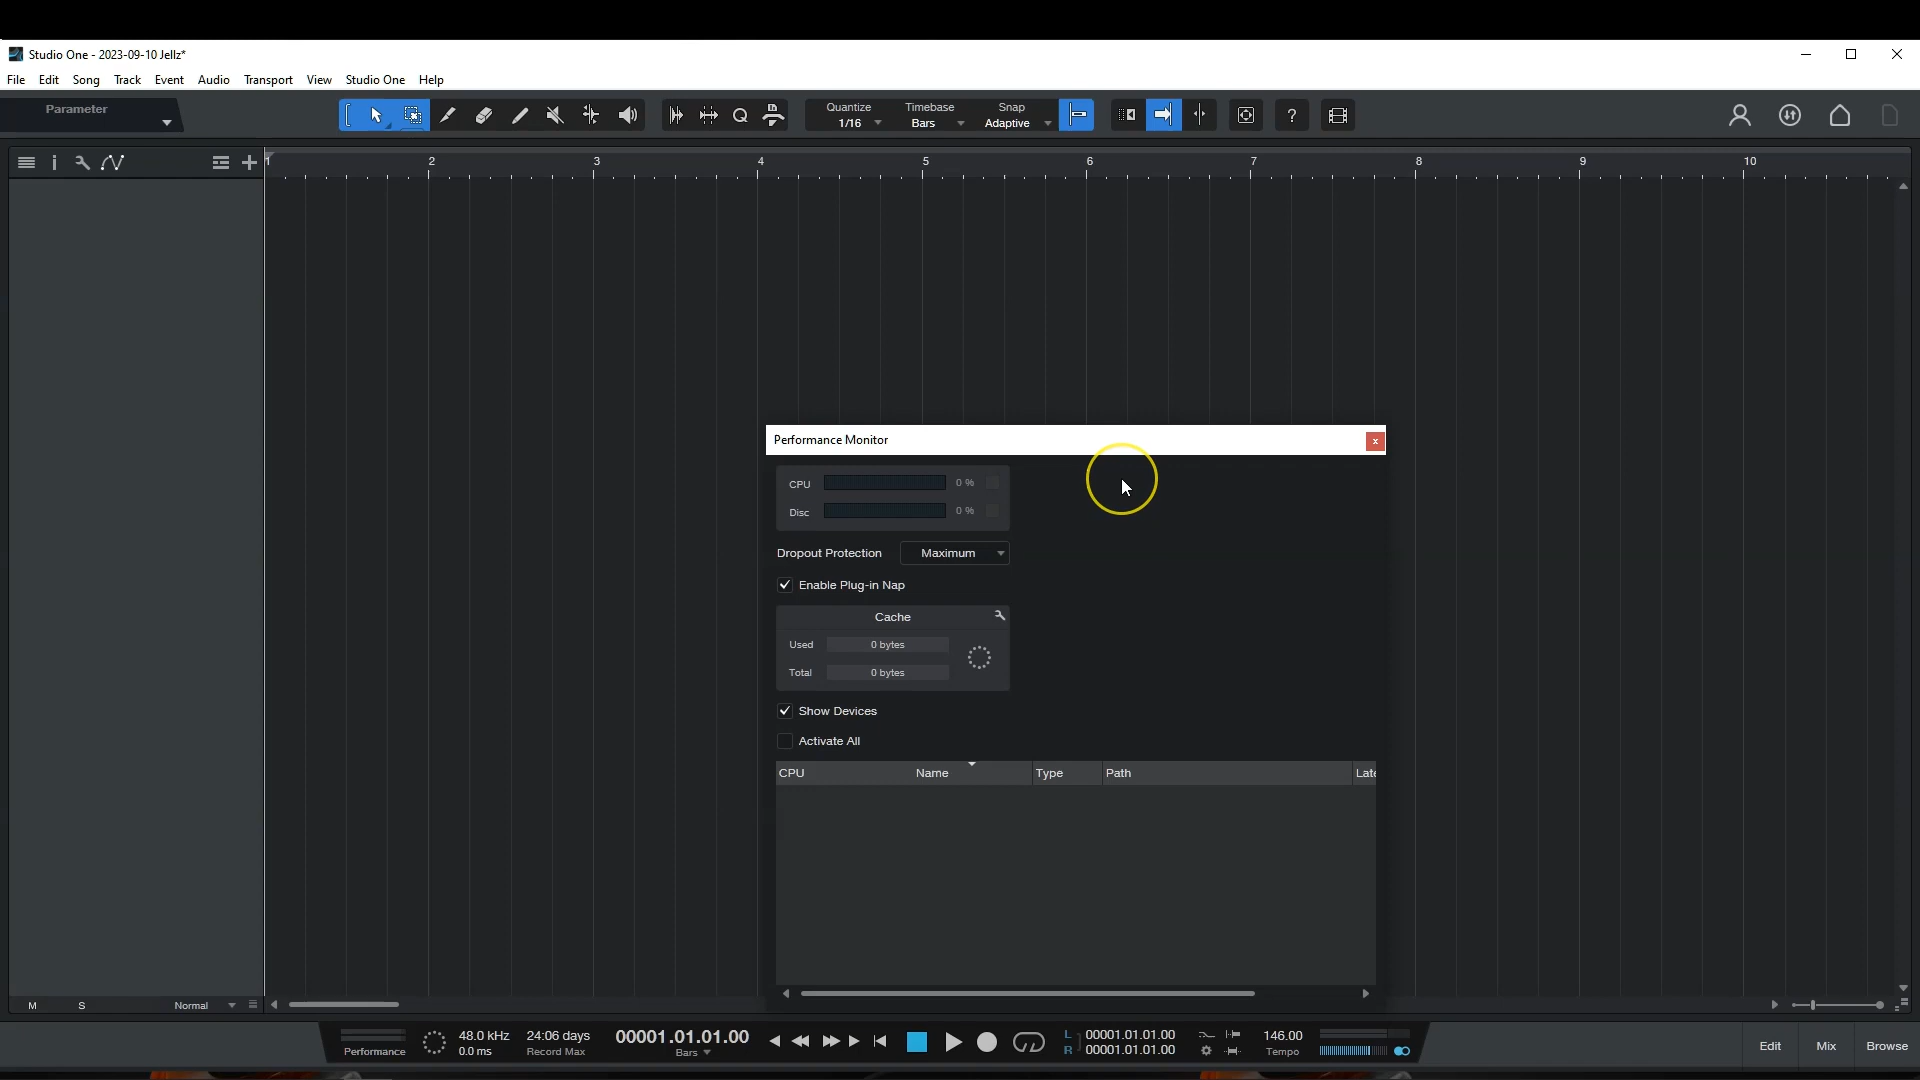 Studio One - 2023-09-10 Jellz*
File Edit Song Track Event Audio Transport View Studio One Help
Parameter
Quantize Timebase Snap
1/16 Bars Adaptive
?
1 2 3 4 5 6 7 8 9 10
Performance Monitor
CPU 0 %
Disc 0 %
Dropout Protection Maximum
Enable Plug-in Nap
Cache
Used 0 bytes
Total 0 bytes
Show Devices
Activate All
CPU Name Type Path Late
M S Normal
48.0 kHz 24:06 days 00001.01.01.00 L 00001.01.01.00 146.00
Performance 0.0 ms Record Max Bars R 00001.01.01.00 Tempo
Edit Mix Browse